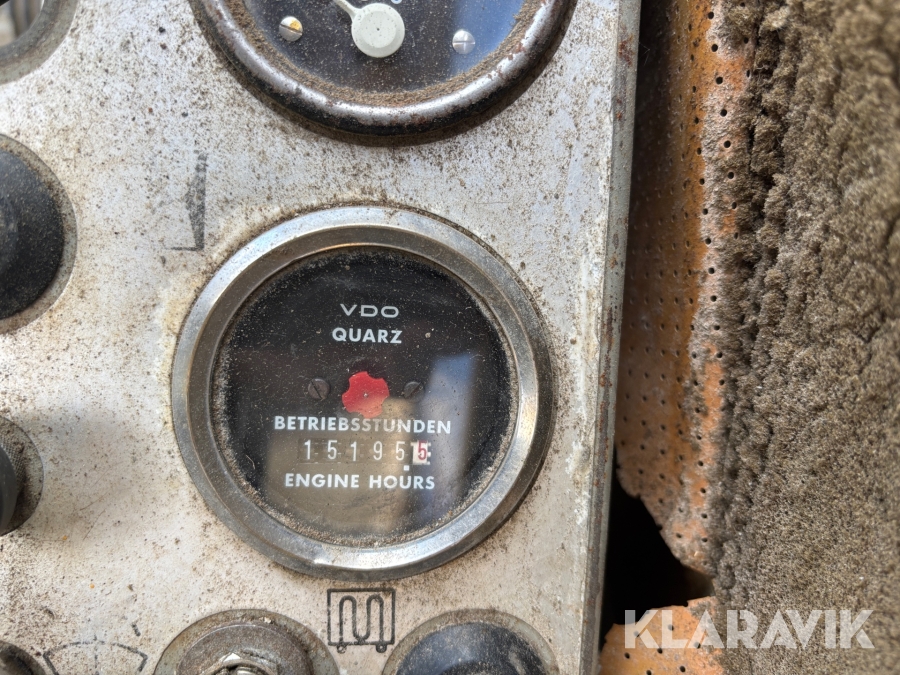 VDO
QUARZ
BETRIEBSSTUNDEN
151955
ENGINE HOURS
KLARAVIK